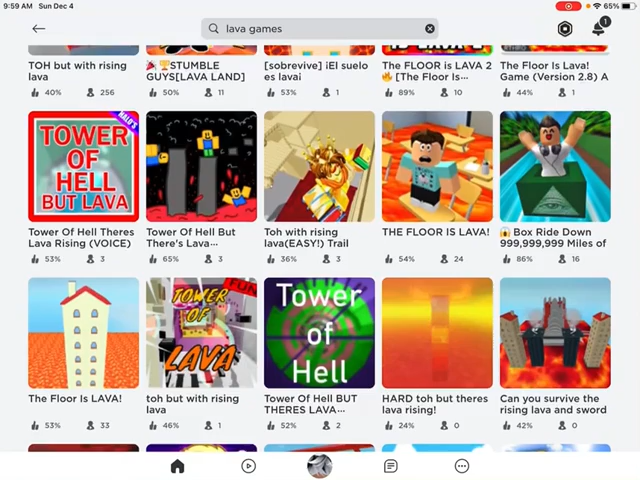 9:59 AM Sun Dec 4
65%
lava games
1
TOH but with rising
lava
40% 256
STUMBLE
GUYS[LAVA LAND]
50% 11
[sobrevive] ¡El suelo
es lava¡
53% 1
The FLOOR is LAVA 2
🔥 [The Floor Is...
89% 10
The Floor Is Lava!
Game (Version 2.8) A
44% 1
TOWER
OF
HELL
BUT LAVA
Tower Of Hell Theres
Lava Rising (VOICE)
53% 3
Tower Of Hell But
There's Lava...
65% 3
Toh with rising
lava(EASY!) Trail
36% 3
THE FLOOR IS LAVA!
54% 24
😱 Box Ride Down
999,999,999 Miles of
86% 16
The Floor Is LAVA!
53% 33
FUN
TOWER
OF
LAVA
toh but with rising
lava
46% 1
Tower
of
Hell
Tower Of Hell BUT
THERES LAVA...
52% 2
HARD toh but theres
lava rising!
24% 0
Can you survive the
rising lava and sword
42% 0